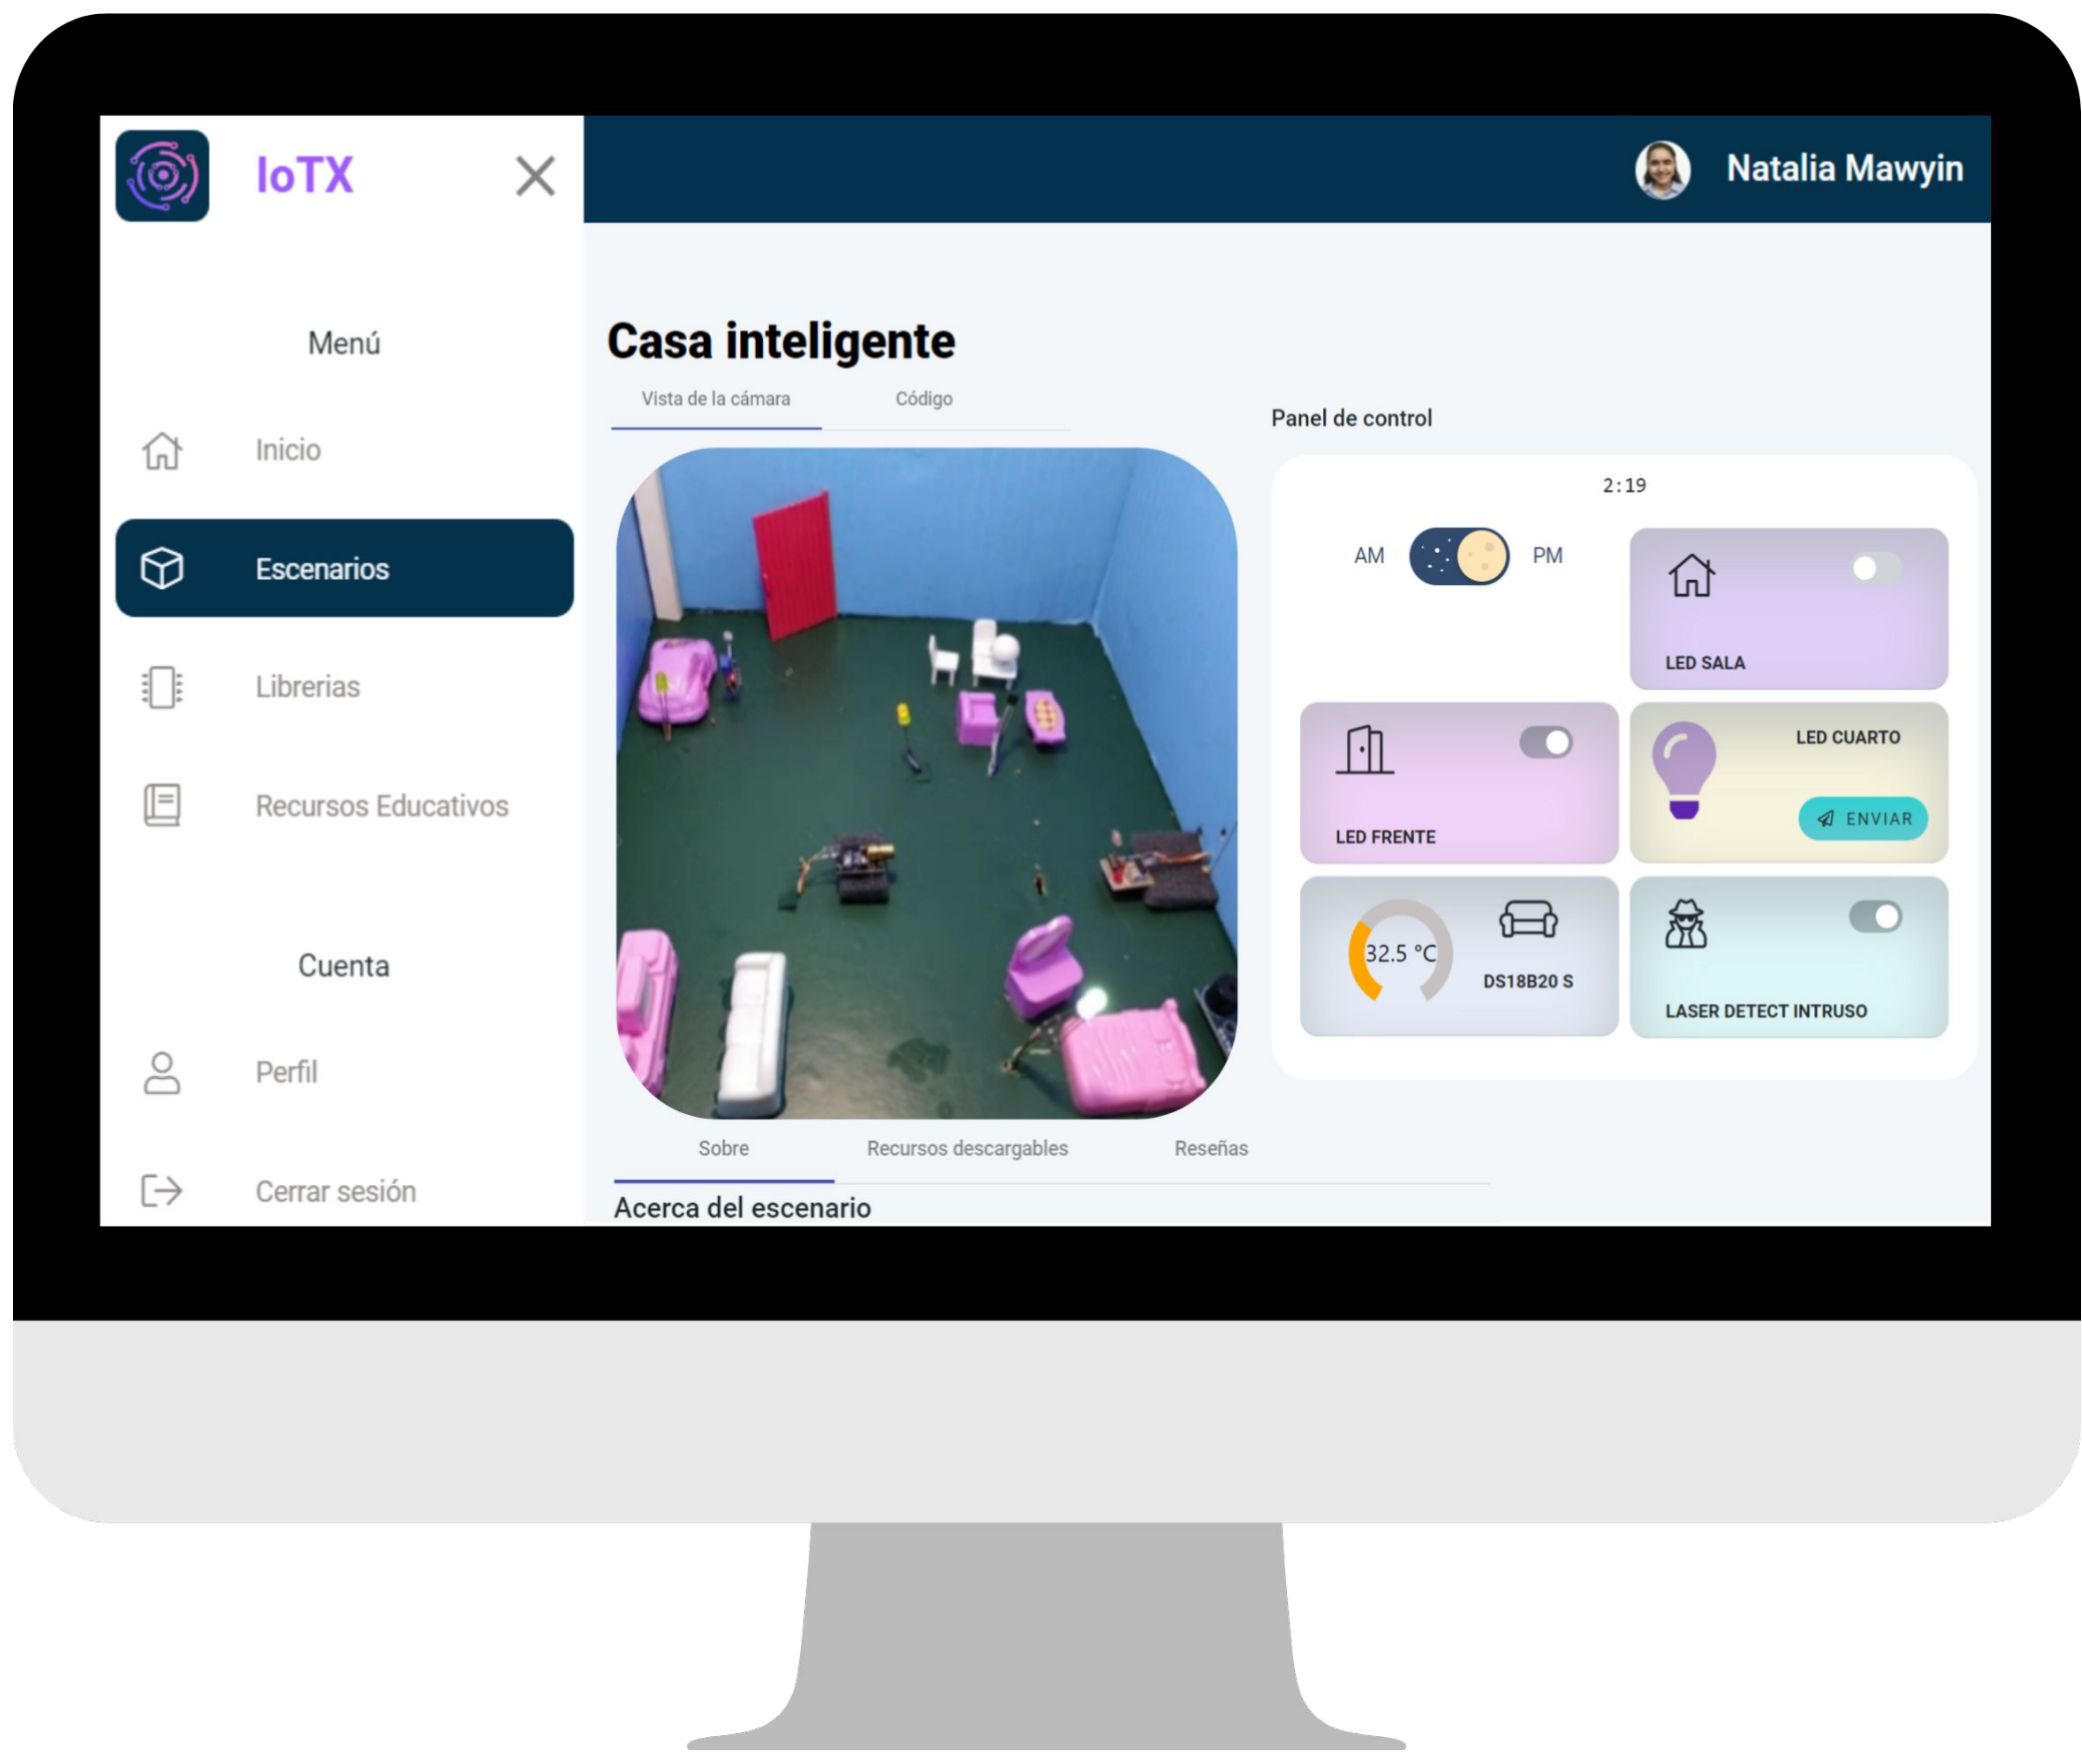 IoTX
Natalia Mawyin
Menú
Inicio
Escenarios
Librerias
Recursos Educativos
Cuenta
Perfil
Cerrar sesión
Casa inteligente
Vista de la cámara
Código
Sobre
Recursos descargables
Reseñas
Acerca del escenario
Panel de control
2:19
AM
PM
LED SALA
LED FRENTE
LED CUARTO
ENVIAR
32.5 °C
DS18B20 S
LASER DETECT INTRUSO